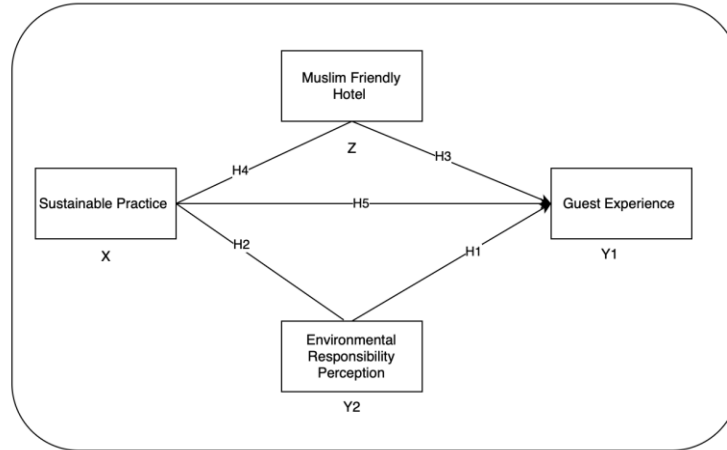 Muslim Friendly
Hotel
Z
H4
H3
Sustainable Practice
X
H5
Guest Experience
Y1
H2
H1
Environmental
Responsibility
Perception
Y2